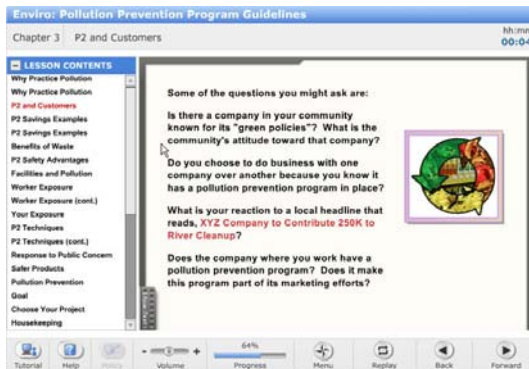 Enviro: Pollution Prevention Program Guidelines
Chapter 3 P2 and Customers
hh:mm
00:04
LESSON CONTENTS
Why Practice Pollution
Why Practice Pollution
P2 and Customers
P2 Savings Examples
P2 Savings Examples
Benefits of Waste
P2 Safety Advantages
Facilities and Pollution
Worker Exposure
Worker Exposure (cont.)
Your Exposure
P2 Techniques
P2 Techniques (cont.)
Response to Public Concern
Safer Products
Pollution Prevention
Goal
Choose Your Project
Housekeeping
Some of the questions you might ask are:
Is there a company in your community
known for its "green policies"? What is the
community's attitude toward that company?
Do you choose to do business with one
company over another because you know it
has a pollution prevention program in place?
What is your reaction to a local headline that
reads, XYZ Company to Contribute 250K to
River Cleanup?
Does the company where you work have a
pollution prevention program? Does it make
this program part of its marketing efforts?
Tutorial
Help
Policy
- +
Volume
64%
Progress
Menu
Replay
Back
Forward